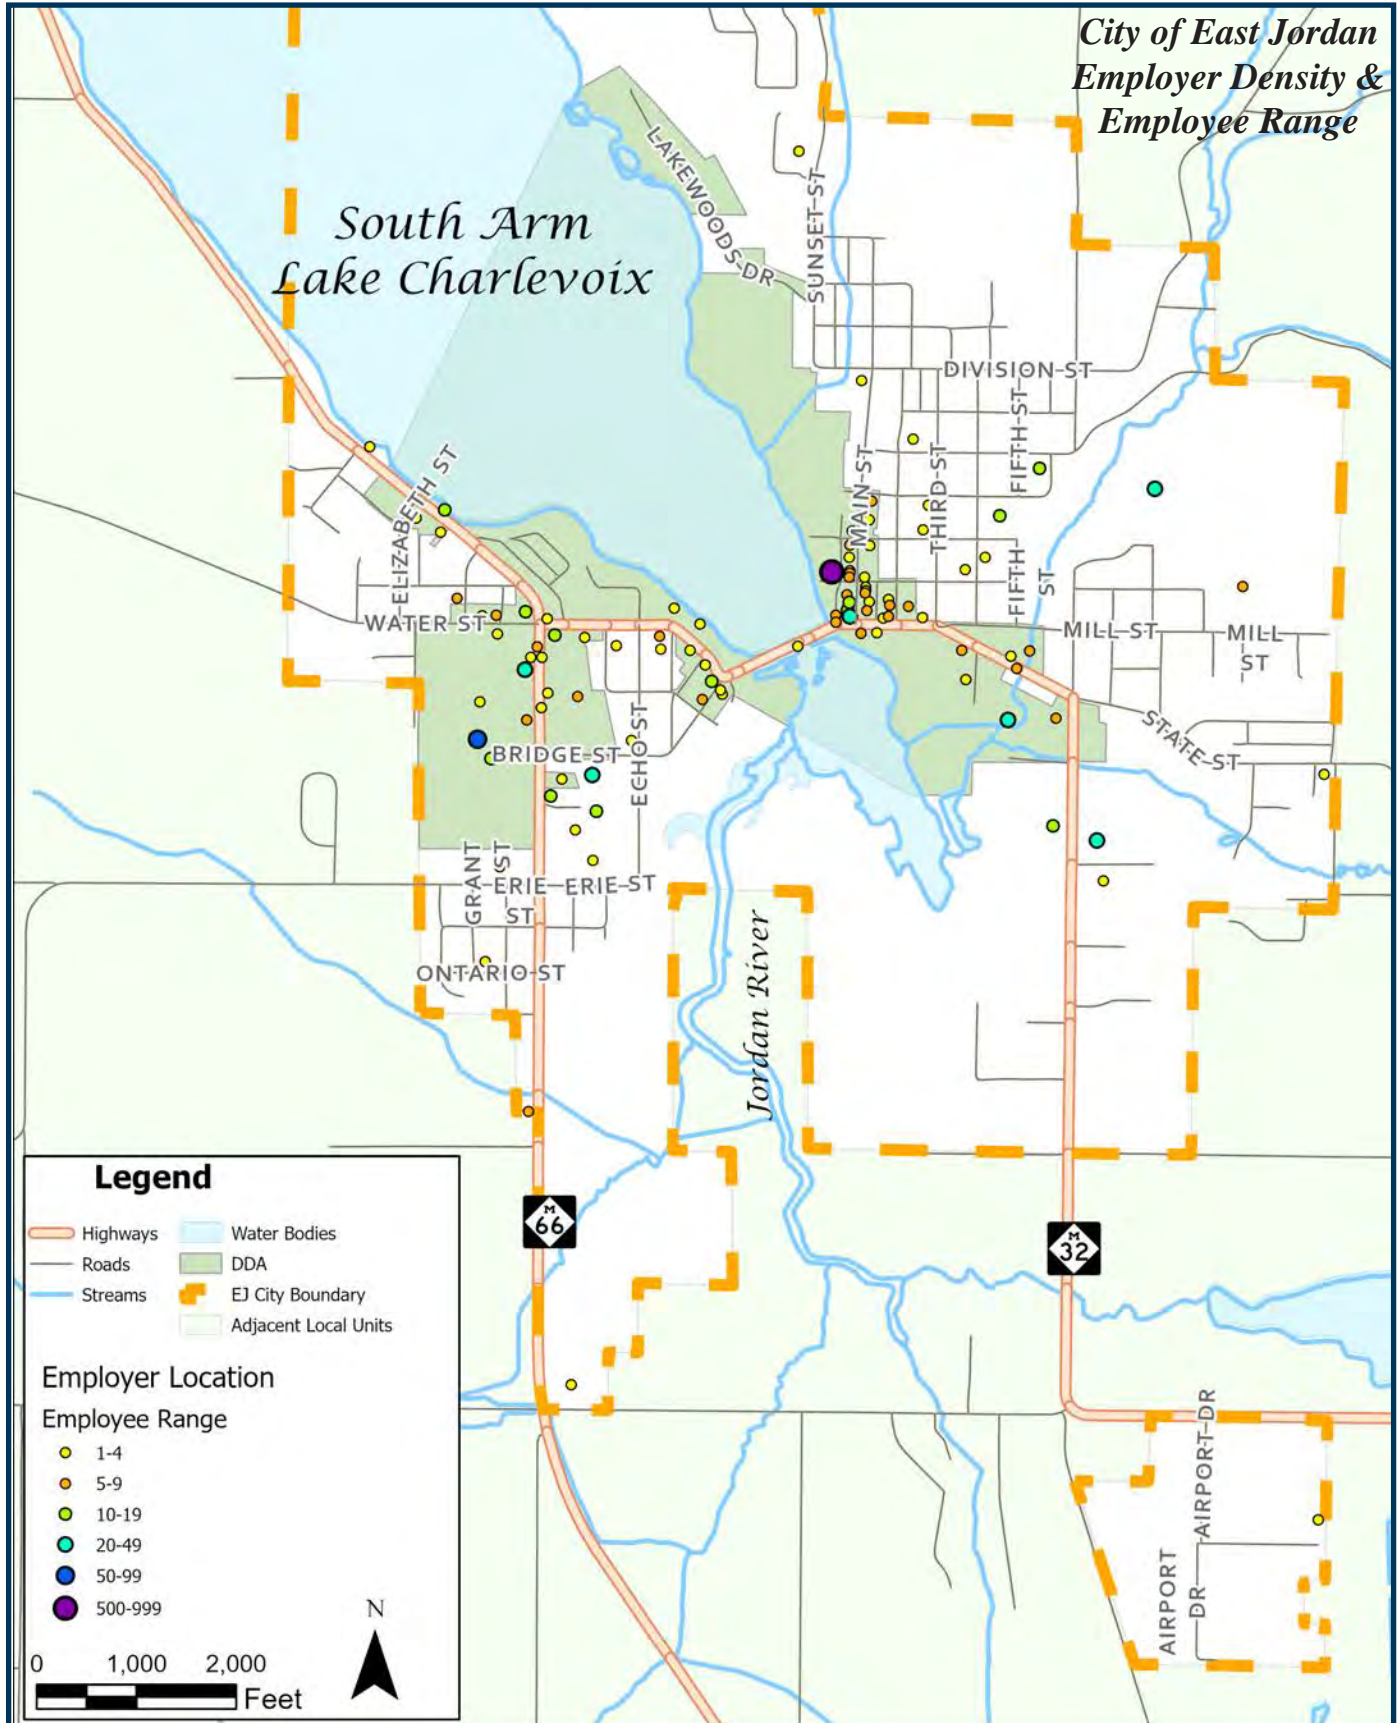 City of East Jordan
Employer Density &
Employee Range
South Arm
Lake Charlevoix
LAKEWOODS DR
SUNSET ST
DIVISION ST
FIFTH ST
MAIN ST
THIRD ST
ELIZABETH ST
FIFTH
ST
WATER ST
MILL ST
MILL
ST
STATE ST
BRIDGE ST
ECHO ST
GRANT
ST
ERIE
ST
ERIE ST
ONTARIO ST
Jordan River
M
66
M
32
AIRPORT DR
AIRPORT
DR
Legend
Highways
Water Bodies
Roads
DDA
Streams
EJ City Boundary
Adjacent Local Units
Employer Location
Employee Range
1-4
5-9
10-19
20-49
50-99
500-999
N
0 1,000 2,000
Feet